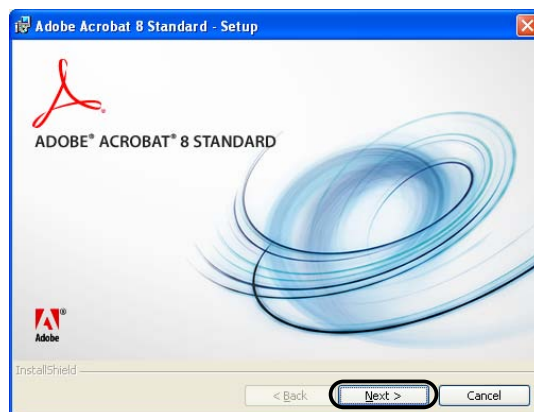 Adobe Acrobat 8 Standard - Setup
ADOBE® ACROBAT® 8 STANDARD
Adobe®
InstallShield
< Back Next > Cancel